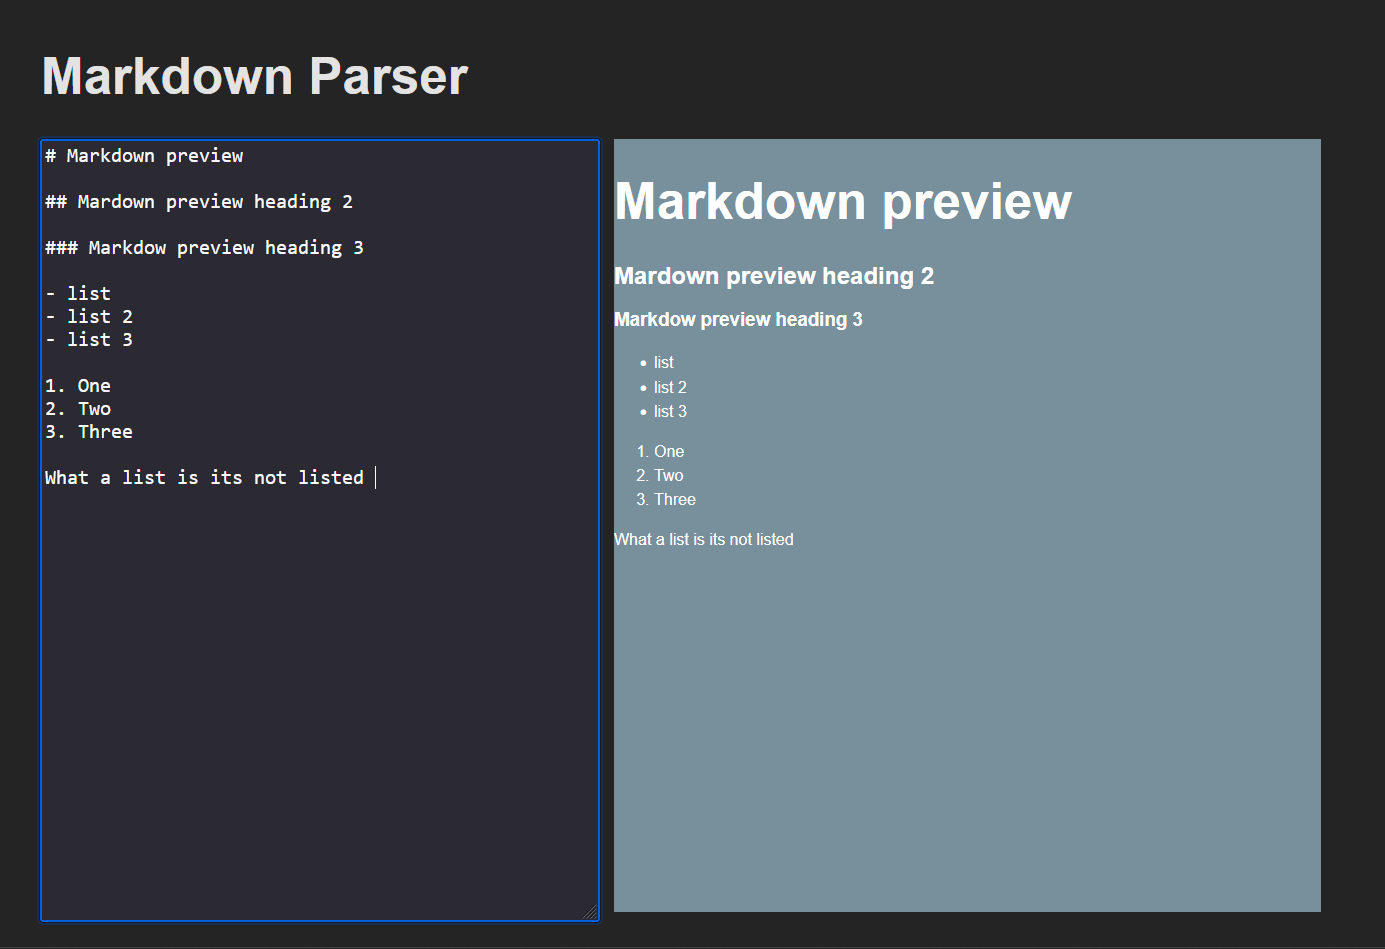 Markdown Parser
# Markdown preview
## Mardown preview heading 2
### Markdow preview heading 3
- list
- list 2
- list 3
1. One
2. Two
3. Three
What a list is its not listed
Markdown preview
Mardown preview heading 2
Markdow preview heading 3
• list
• list 2
• list 3
1. One
2. Two
3. Three
What a list is its not listed